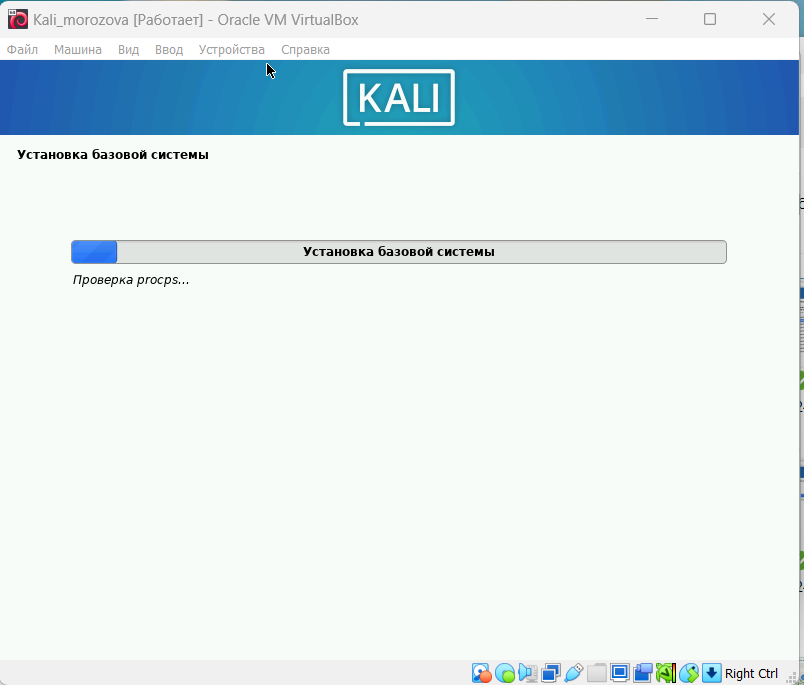 Kali_morozova [Работает] - Oracle VM VirtualBox
Файл Машина Вид Ввод Устройства Справка
KALI
Установка базовой системы
Установка базовой системы
Проверка procps...
Right Ctrl